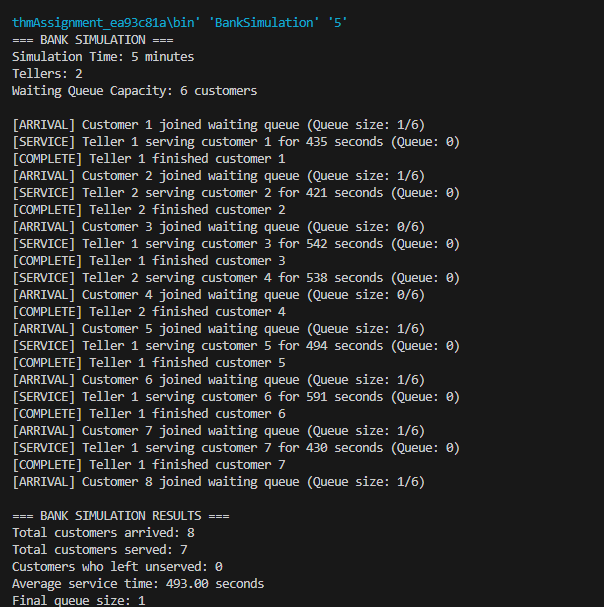 thmAssignment_ea93c81a\bin' 'BankSimulation' '5'
=== BANK SIMULATION ===
Simulation Time: 5 minutes
Tellers: 2
Waiting Queue Capacity: 6 customers
[ARRIVAL] Customer 1 joined waiting queue (Queue size: 1/6)
[SERVICE] Teller 1 serving customer 1 for 435 seconds (Queue: 0)
[COMPLETE] Teller 1 finished customer 1
[ARRIVAL] Customer 2 joined waiting queue (Queue size: 1/6)
[SERVICE] Teller 2 serving customer 2 for 421 seconds (Queue: 0)
[COMPLETE] Teller 2 finished customer 2
[ARRIVAL] Customer 3 joined waiting queue (Queue size: 0/6)
[SERVICE] Teller 1 serving customer 3 for 542 seconds (Queue: 0)
[COMPLETE] Teller 1 finished customer 3
[SERVICE] Teller 2 serving customer 4 for 538 seconds (Queue: 0)
[ARRIVAL] Customer 4 joined waiting queue (Queue size: 0/6)
[COMPLETE] Teller 2 finished customer 4
[ARRIVAL] Customer 5 joined waiting queue (Queue size: 1/6)
[SERVICE] Teller 1 serving customer 5 for 494 seconds (Queue: 0)
[COMPLETE] Teller 1 finished customer 5
[ARRIVAL] Customer 6 joined waiting queue (Queue size: 1/6)
[SERVICE] Teller 1 serving customer 6 for 591 seconds (Queue: 0)
[COMPLETE] Teller 1 finished customer 6
[ARRIVAL] Customer 7 joined waiting queue (Queue size: 1/6)
[SERVICE] Teller 1 serving customer 7 for 430 seconds (Queue: 0)
[COMPLETE] Teller 1 finished customer 7
[ARRIVAL] Customer 8 joined waiting queue (Queue size: 1/6)
=== BANK SIMULATION RESULTS ===
Total customers arrived: 8
Total customers served: 7
Customers who left unserved: 0
Average service time: 493.00 seconds
Final queue size: 1